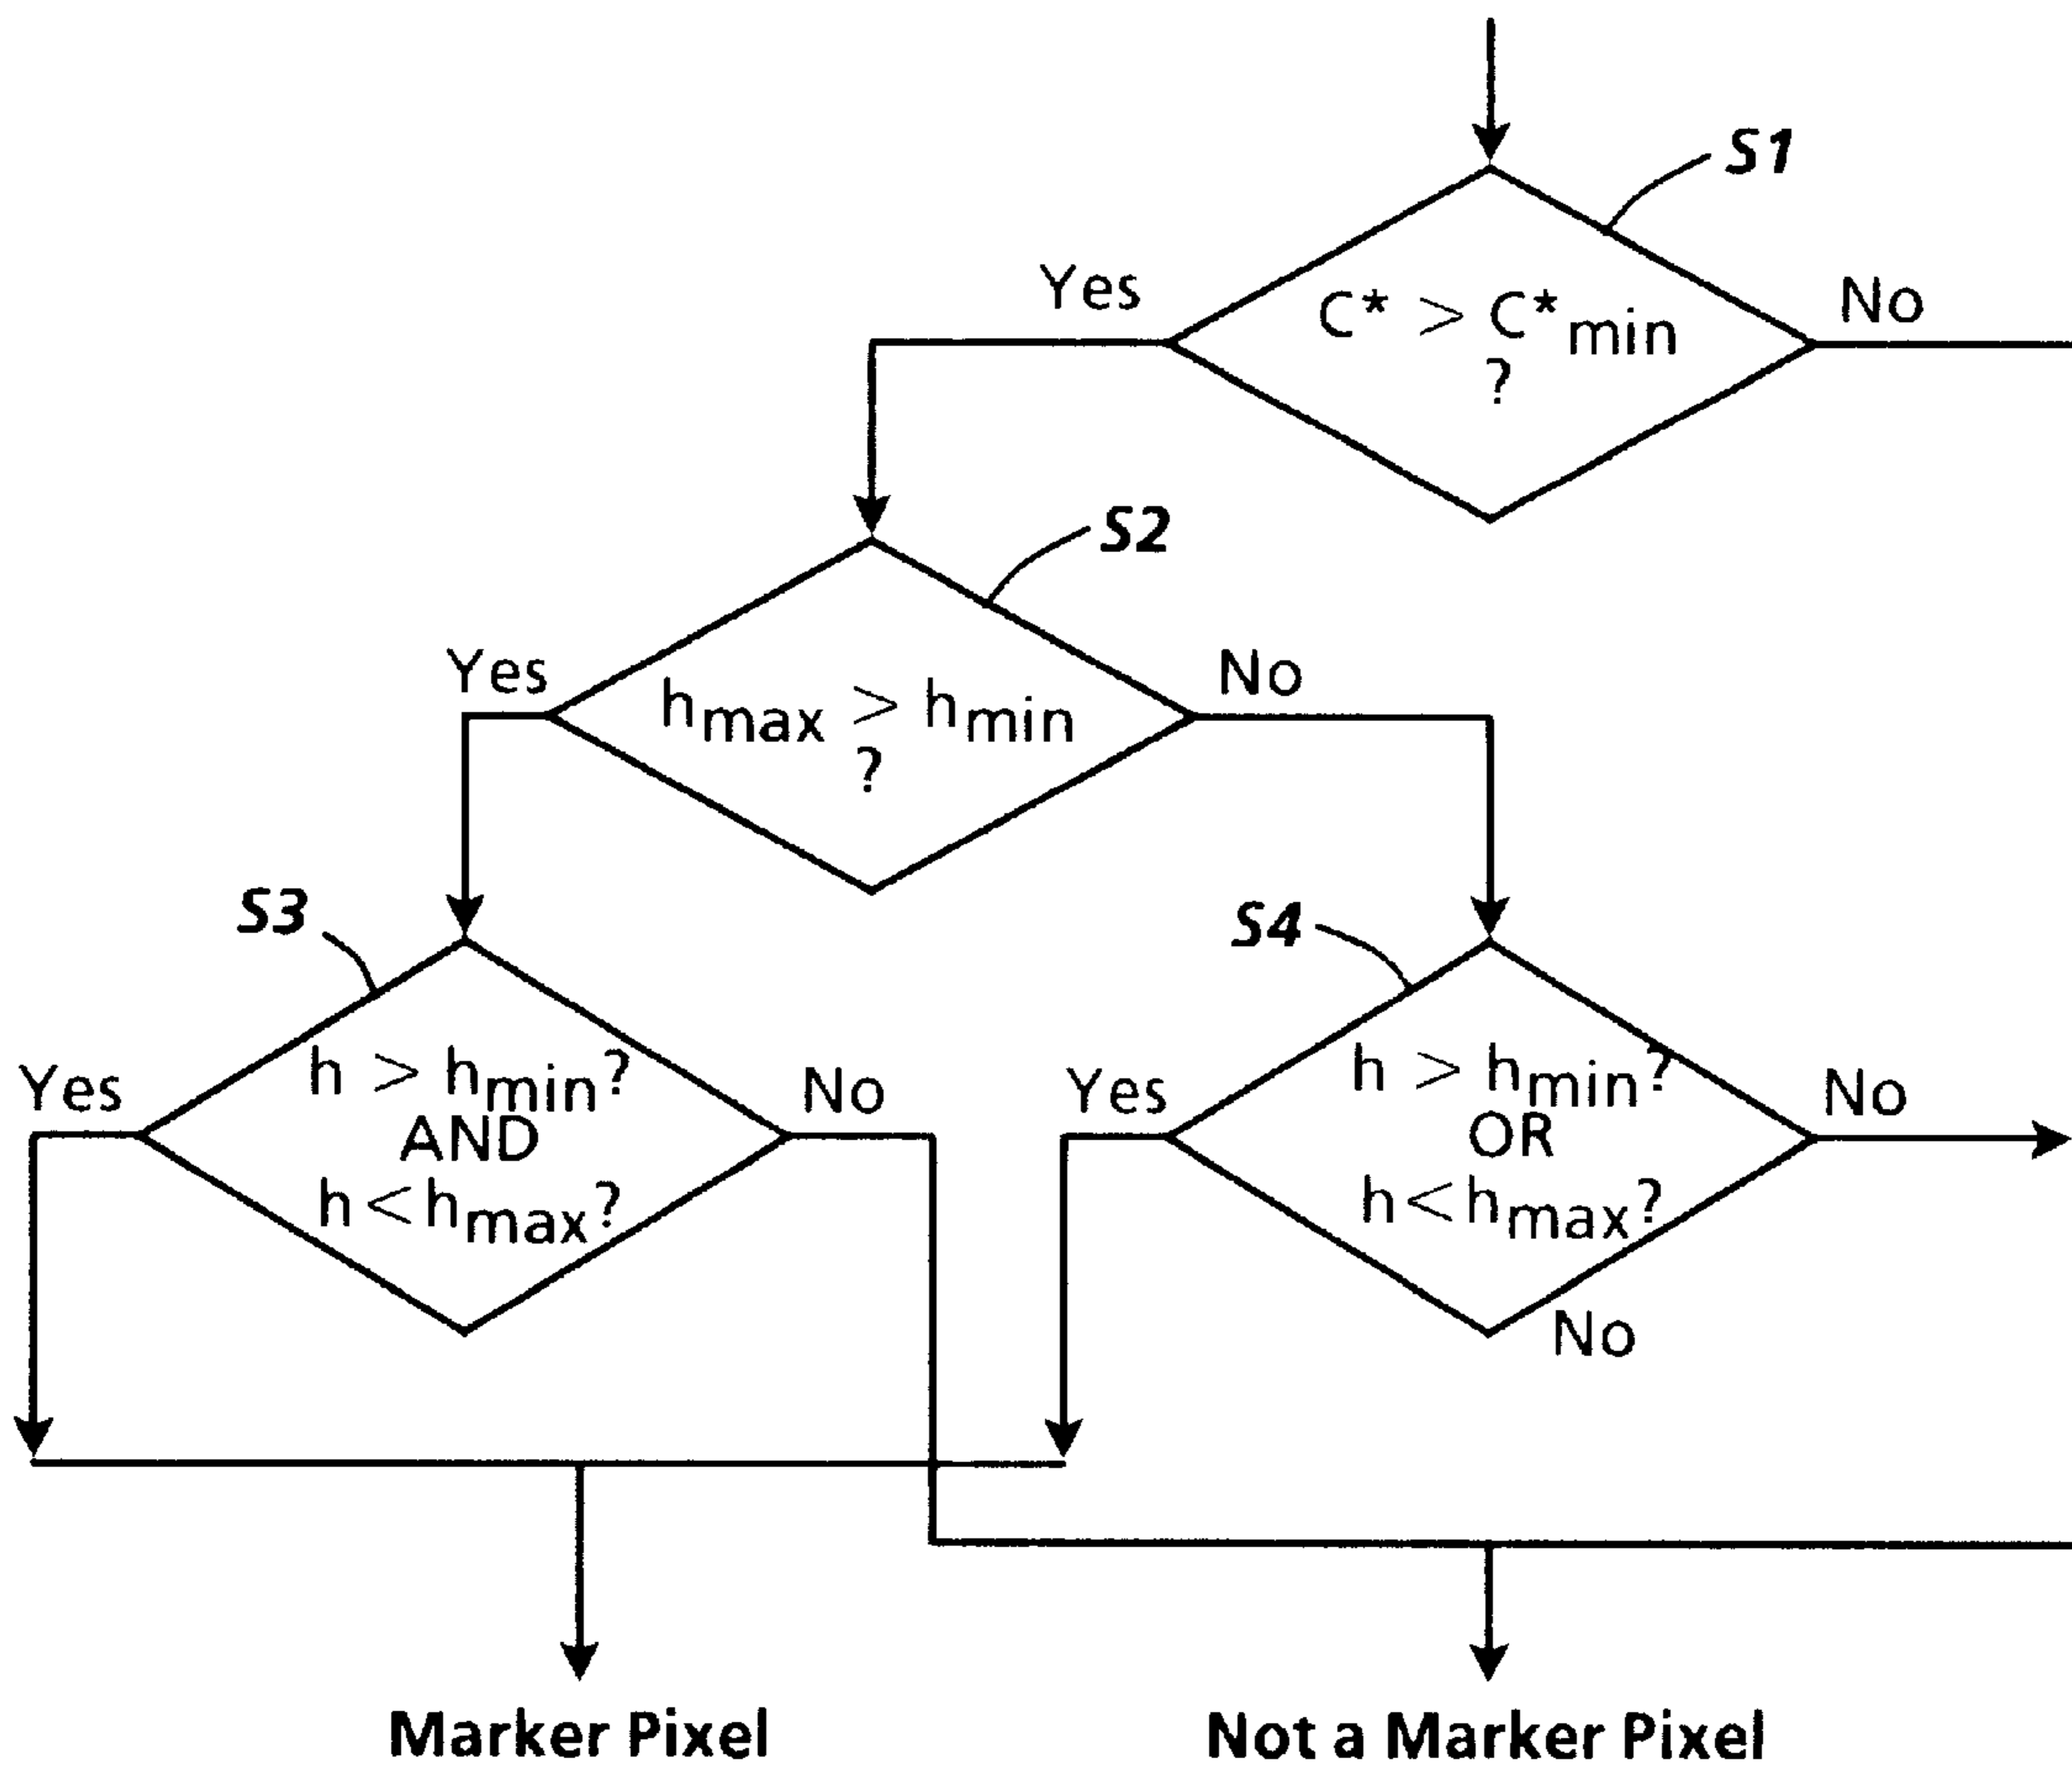 S1
Yes
C* > C*min
?
No
S2
Yes
hmax > hmin
?
No
S3
Yes
h > hmin?
AND
h<hmax?
No
S4
Yes
h > hmin?
OR
h<hmax?
No
No
Marker Pixel
Not a Marker Pixel